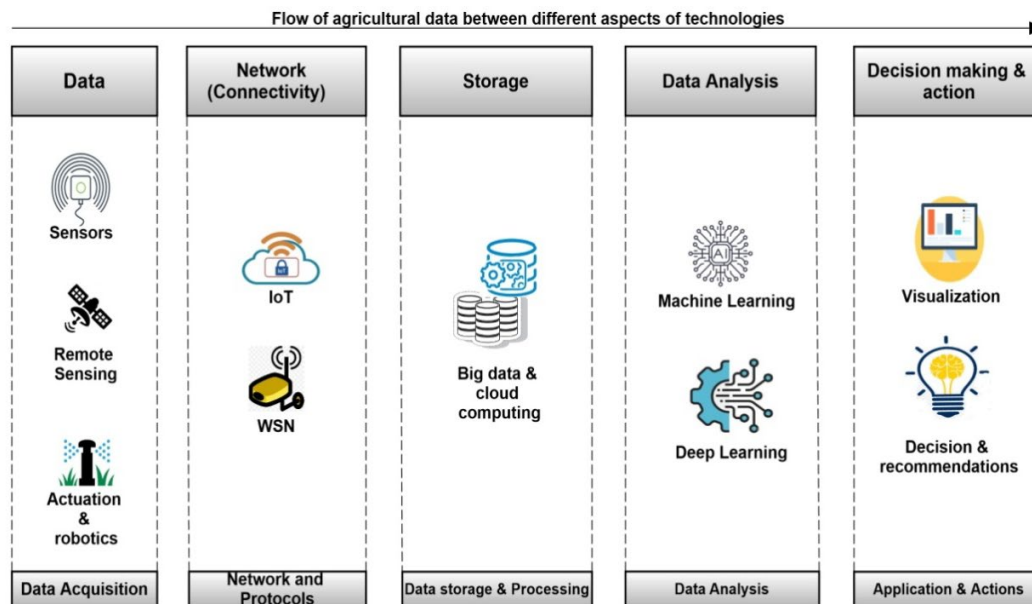 Flow of agricultural data between different aspects of technologies
Data
Network
(Connectivity)
Storage
Data Analysis
Decision making &
action
Sensors
Remote
Sensing
Actuation
&
robotics
IoT
WSN
Big data &
cloud
computing
AI
Machine Learning
Deep Learning
Visualization
Decision &
recommendations
Data Acquisition
Network and
Protocols
Data storage & Processing
Data Analysis
Application & Actions